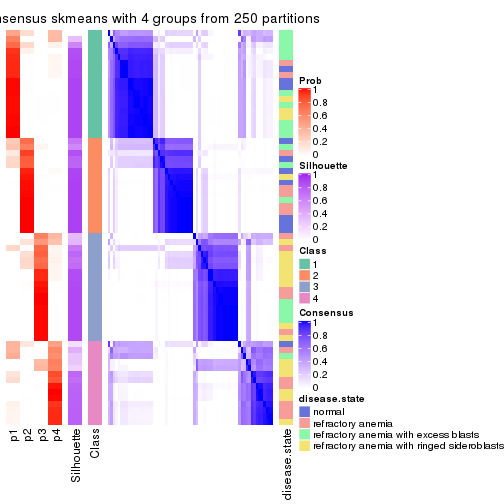 nsensus skmeans with 4 groups from 250 partitions
Prob
1
0.8
0.6
0.4
0.2
0
Silhouette
1
0.8
0.6
0.4
0.2
0
Class
1
2
3
4
Consensus
1
0.8
0.6
0.4
0.2
0
disease.state
normal
refractory anemia
refractory anemia with excess blasts
refractory anemia with ringed sideroblasts
p1
p2
p3
p4
Silhouette
Class
disease.state